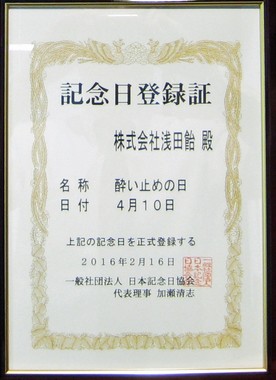 記念日登録証
株式会社浅田飴 殿
名称 酔い止めの日
日付 4月10日
上記の記念日を正式登録する
2016年2月16日
一般社団法人 日本記念日協会
代表理事 加瀬清志